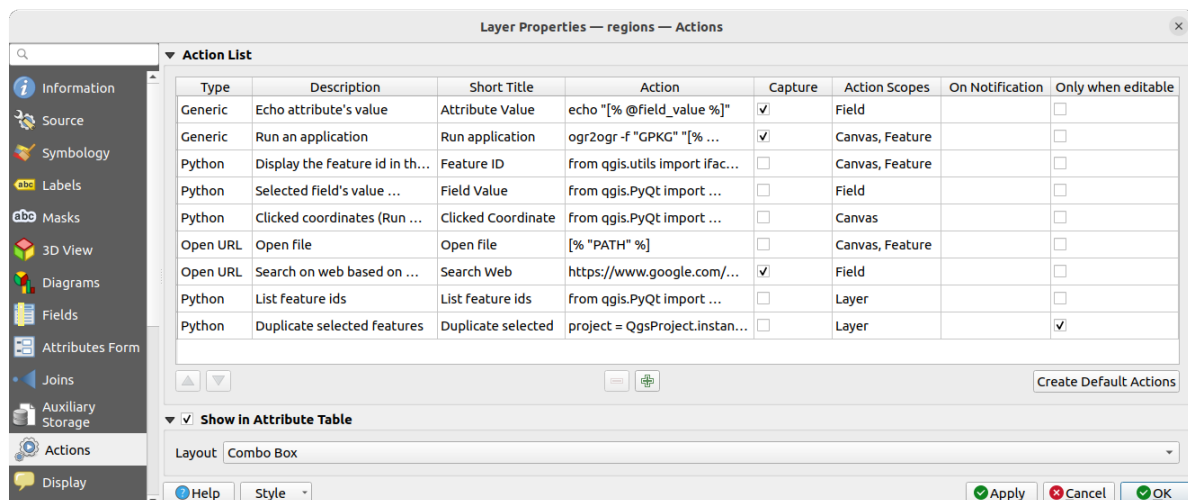 Layer Properties — regions — Actions
Information
Source
Symbology
Labels
Masks
3D View
Diagrams
Fields
Attributes Form
Joins
Auxiliary
Storage
Actions
Display
Action List
Type Description Short Title Action Capture Action Scopes On Notification Only when editable
Generic Echo attribute's value Attribute Value echo "[% @field_value %]" Field
Generic Run an application Run application ogr2ogr -f "GPKG" "[% ... Canvas, Feature
Python Display the feature id in th... Feature ID from qgis.utils import ifac... Canvas, Feature
Python Selected field's value ... Field Value from qgis.PyQt import ... Field
Python Clicked coordinates (Run ... Clicked Coordinate from qgis.PyQt import ... Canvas
Open URL Open file Open file [% "PATH" %] Canvas, Feature
Open URL Search on web based on ... Search Web https://www.google.com/... Field
Python List feature ids List feature ids from qgis.PyQt import ... Layer
Python Duplicate selected features Duplicate selected project = QgsProject.instan... Layer
Create Default Actions
Show in Attribute Table
Layout Combo Box
Help Style Apply Cancel OK